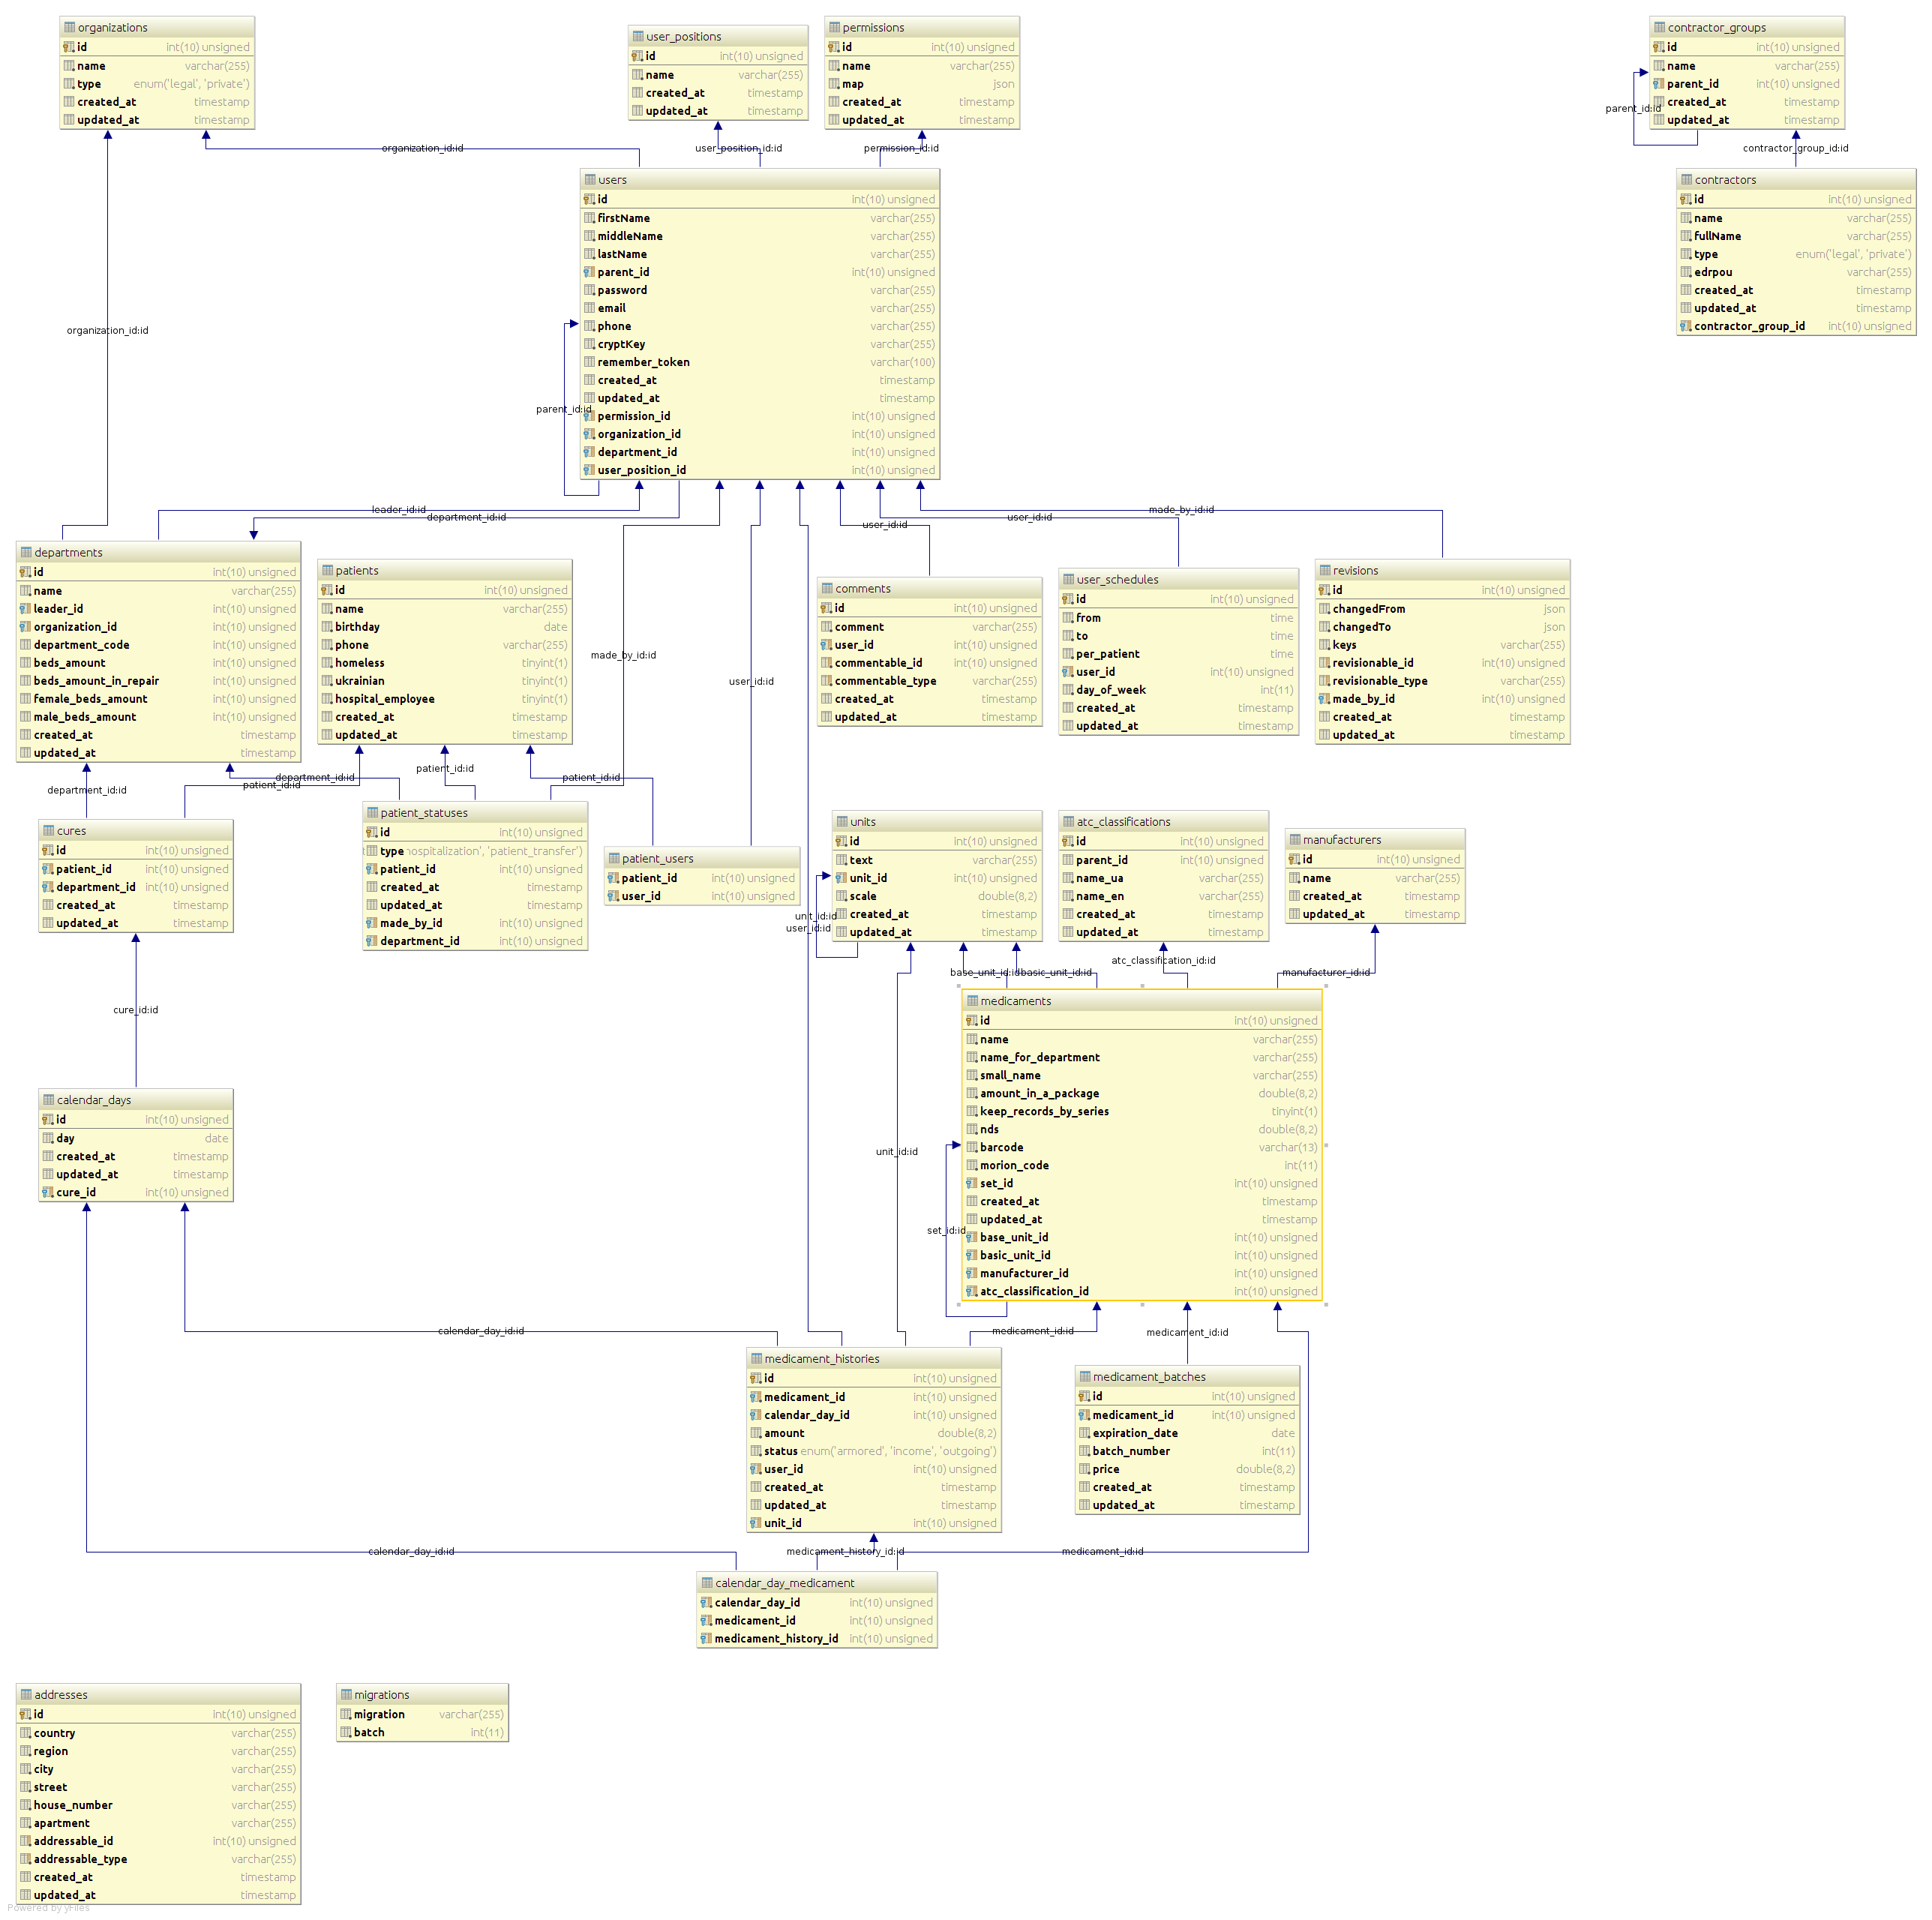 organizations
id int(10) unsigned
name varchar(255)
type enum('legal', 'private')
created_at timestamp
updated_at timestamp
user_positions
id int(10) unsigned
name varchar(255)
created_at timestamp
updated_at timestamp
permissions
id int(10) unsigned
name varchar(255)
map json
created_at timestamp
updated_at timestamp
contractor_groups
id int(10) unsigned
name varchar(255)
parent_id int(10) unsigned
created_at timestamp
updated_at timestamp
parent_id:id
organization_id:id
user_position_id:id
permission_id:id
contractor_group_id:id
users
id int(10) unsigned
firstName varchar(255)
middleName varchar(255)
lastName varchar(255)
parent_id int(10) unsigned
password varchar(255)
email varchar(255)
phone varchar(255)
cryptKey varchar(255)
remember_token varchar(100)
created_at timestamp
updated_at timestamp
permission_id int(10) unsigned
organization_id int(10) unsigned
department_id int(10) unsigned
user_position_id int(10) unsigned
contractors
id int(10) unsigned
name varchar(255)
fullName varchar(255)
type enum('legal', 'private')
edrpou varchar(255)
created_at timestamp
updated_at timestamp
contractor_group_id int(10) unsigned
organization_id:id
parent_id:id
leader_id:id
department_id:id
user_id:id
user_id:id
made_by_id:id
departments
id int(10) unsigned
name varchar(255)
leader_id int(10) unsigned
organization_id int(10) unsigned
department_code int(10) unsigned
beds_amount int(10) unsigned
beds_amount_in_repair int(10) unsigned
female_beds_amount int(10) unsigned
male_beds_amount int(10) unsigned
created_at timestamp
updated_at timestamp
patients
id int(10) unsigned
name varchar(255)
birthday date
phone varchar(255)
homeless tinyint(1)
ukrainian tinyint(1)
hospital_employee tinyint(1)
created_at timestamp
updated_at timestamp
made_by_id:id
user_id:id
comments
id int(10) unsigned
comment varchar(255)
user_id int(10) unsigned
commentable_id int(10) unsigned
commentable_type varchar(255)
created_at timestamp
updated_at timestamp
user_schedules
id int(10) unsigned
from time
to time
per_patient time
user_id int(10) unsigned
day_of_week int(11)
created_at timestamp
updated_at timestamp
revisions
id int(10) unsigned
changedFrom json
changedTo json
keys varchar(255)
revisionable_id int(10) unsigned
revisionable_type varchar(255)
made_by_id int(10) unsigned
created_at timestamp
updated_at timestamp
department_id:id
patient_id:id
department_id:id
patient_id:id
patient_id:id
cures
id int(10) unsigned
patient_id int(10) unsigned
department_id int(10) unsigned
created_at timestamp
updated_at timestamp
patient_statuses
id int(10) unsigned
type hospitalization', 'patient_transfer')
patient_id int(10) unsigned
created_at timestamp
updated_at timestamp
made_by_id int(10) unsigned
department_id int(10) unsigned
patient_users
patient_id int(10) unsigned
user_id int(10) unsigned
units
id int(10) unsigned
text varchar(255)
unit_id int(10) unsigned
scale double(8,2)
created_at timestamp
updated_at timestamp
unit_id:id
user_id:id
atc_classifications
id int(10) unsigned
parent_id int(10) unsigned
name_ua varchar(255)
name_en varchar(255)
created_at timestamp
updated_at timestamp
manufacturers
id int(10) unsigned
name varchar(255)
created_at timestamp
updated_at timestamp
base_unit_id:id
basic_unit_id:id
atc_classification_id:id
manufacturer_id:id
cure_id:id
medicaments
id int(10) unsigned
name varchar(255)
name_for_department varchar(255)
small_name varchar(255)
amount_in_a_package double(8,2)
keep_records_by_series tinyint(1)
nds double(8,2)
barcode varchar(13)
morion_code int(11)
set_id int(10) unsigned
created_at timestamp
updated_at timestamp
base_unit_id int(10) unsigned
basic_unit_id int(10) unsigned
manufacturer_id int(10) unsigned
atc_classification_id int(10) unsigned
calendar_days
id int(10) unsigned
day date
created_at timestamp
updated_at timestamp
cure_id int(10) unsigned
unit_id:id
set_id:id
calendar_day_id:id
medicament_id:id
medicament_id:id
medicament_histories
id int(10) unsigned
medicament_id int(10) unsigned
calendar_day_id int(10) unsigned
amount double(8,2)
status enum('armored', 'income', 'outgoing')
user_id int(10) unsigned
created_at timestamp
updated_at timestamp
unit_id int(10) unsigned
medicament_batches
id int(10) unsigned
medicament_id int(10) unsigned
expiration_date date
batch_number int(11)
price double(8,2)
created_at timestamp
updated_at timestamp
calendar_day_id:id
medicament_history_id:id
medicament_id:id
calendar_day_medicament
calendar_day_id int(10) unsigned
medicament_id int(10) unsigned
medicament_history_id int(10) unsigned
addresses
id int(10) unsigned
country varchar(255)
region varchar(255)
city varchar(255)
street varchar(255)
house_number varchar(255)
apartment varchar(255)
addressable_id int(10) unsigned
addressable_type varchar(255)
created_at timestamp
updated_at timestamp
migrations
migration varchar(255)
batch int(11)
Powered by yFiles